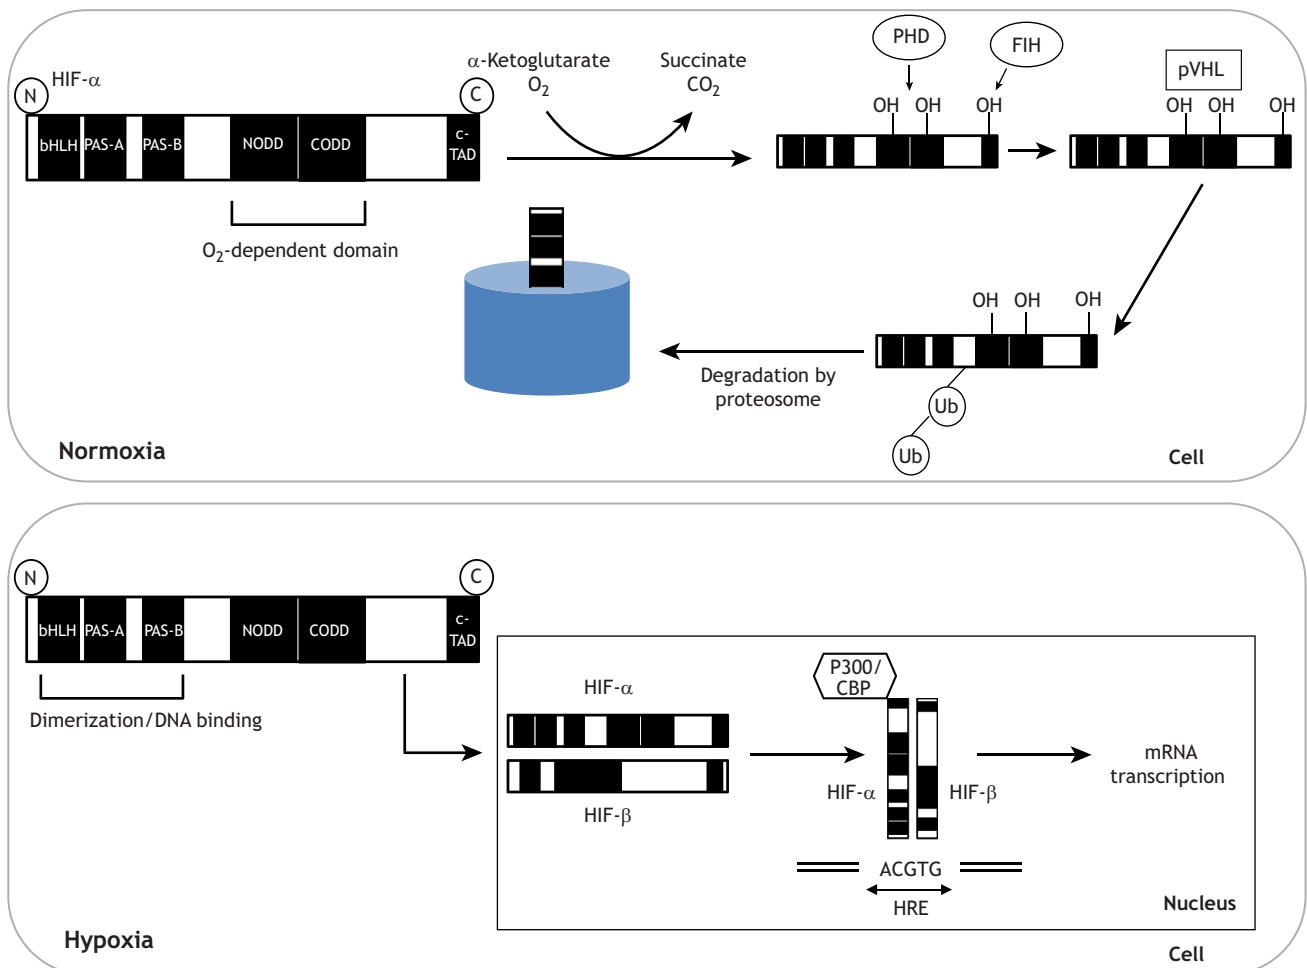 N
HIF-α
C
bHLH
PAS-A
PAS-B
NODD
CODD
c-
TAD
O₂-dependent domain
α-Ketoglutarate
O₂
Succinate
CO₂
PHD
FIH
OH
OH
OH
pVHL
OH
OH
OH
OH
OH
OH
Ub
Ub
Degradation by
proteosome
Normoxia
Cell
N
C
bHLH
PAS-A
PAS-B
NODD
CODD
c-
TAD
Dimerization/DNA binding
HIF-α
HIF-β
P300/
CBP
HIF-α
HIF-β
ACGTG
HRE
mRNA
transcription
Nucleus
Hypoxia
Cell